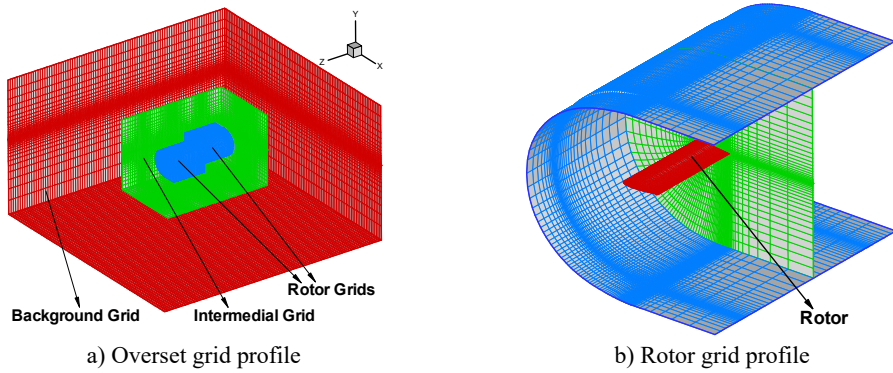 Y
Z
X
Rotor Grids
Background Grid
Intermedial Grid
Rotor
a) Overset grid profile
b) Rotor grid profile